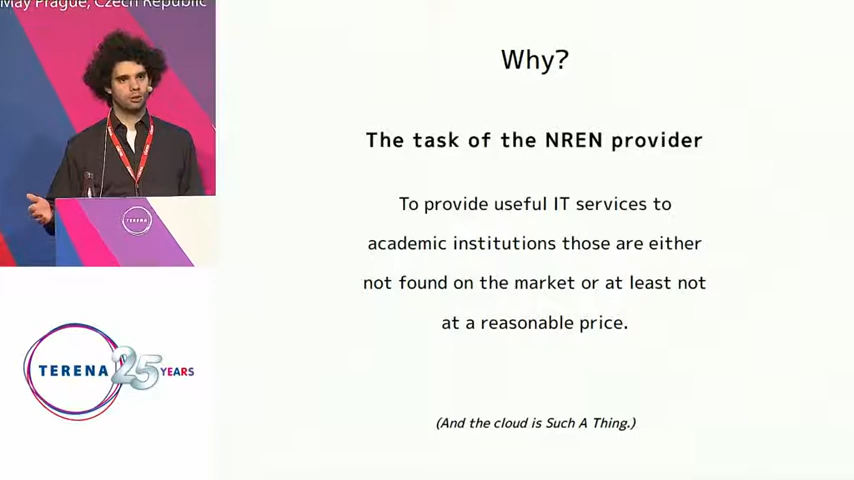 May Prague, Czech Republic
TERENA
TERENA 25 YEARS
Why?
The task of the NREN provider
To provide useful IT services to
academic institutions those are either
not found on the market or at least not
at a reasonable price.
(And the cloud is Such A Thing.)